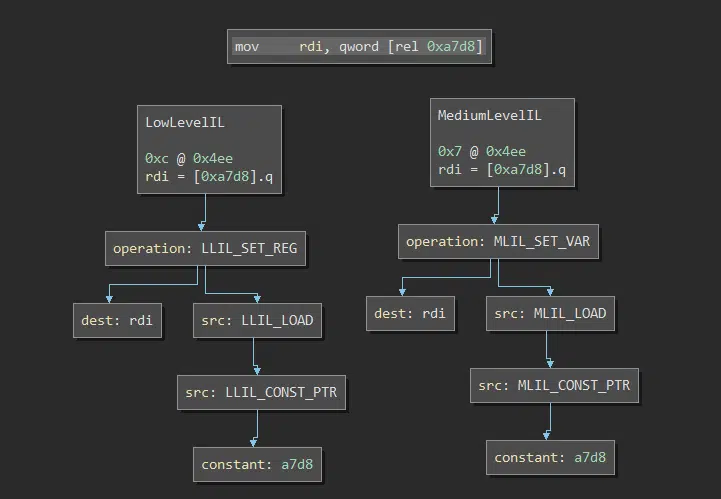 mov     rdi, qword [rel 0xa7d8]
LowLevelIL
0xc @ 0x4ee
rdi = [0xa7d8].q
operation: LLIL_SET_REG
dest: rdi
src: LLIL_LOAD
src: LLIL_CONST_PTR
constant: a7d8
MediumLevelIL
0x7 @ 0x4ee
rdi = [0xa7d8].q
operation: MLIL_SET_VAR
dest: rdi
src: MLIL_LOAD
src: MLIL_CONST_PTR
constant: a7d8